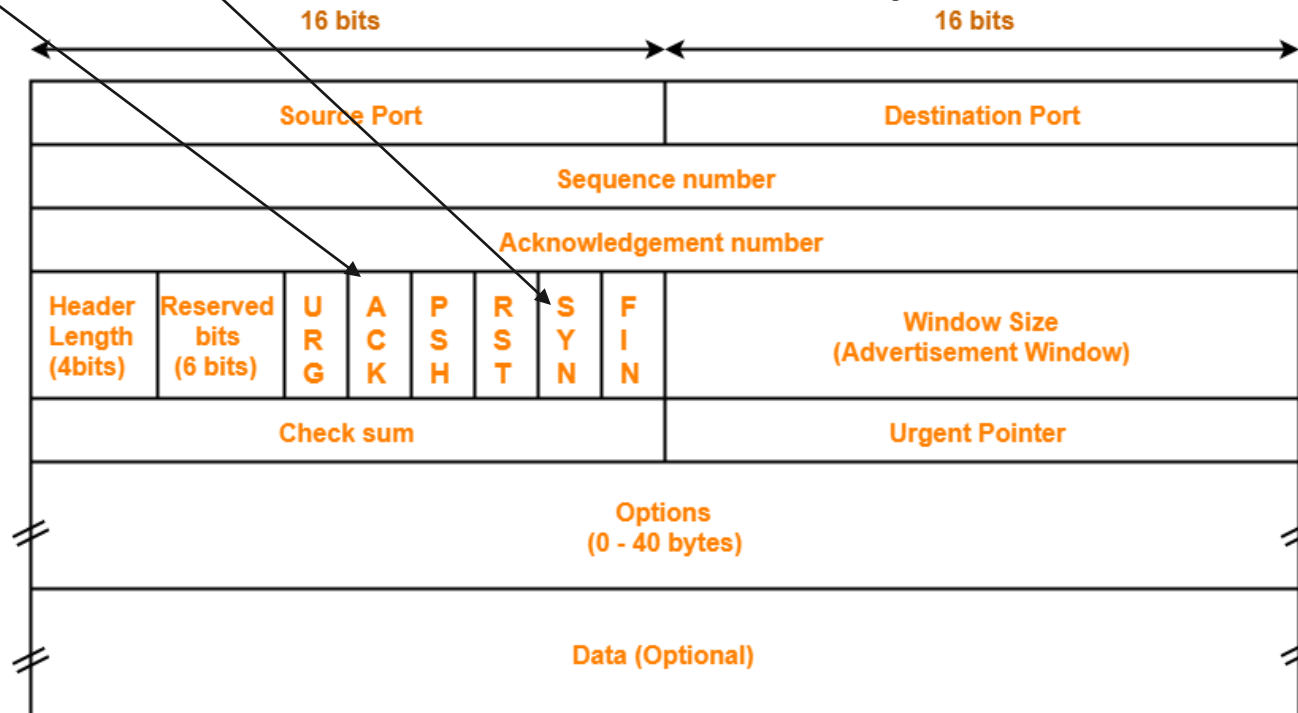 16 bits
16 bits
Source Port
Destination Port
Sequence number
Acknowledgement number
Header
Length
(4bits)
Reserved
bits
(6 bits)
U
R
G
A
C
K
P
S
H
R
S
T
S
Y
N
F
I
N
Window Size
(Advertisement Window)
Check sum
Urgent Pointer
Options
(0 - 40 bytes)
Data (Optional)